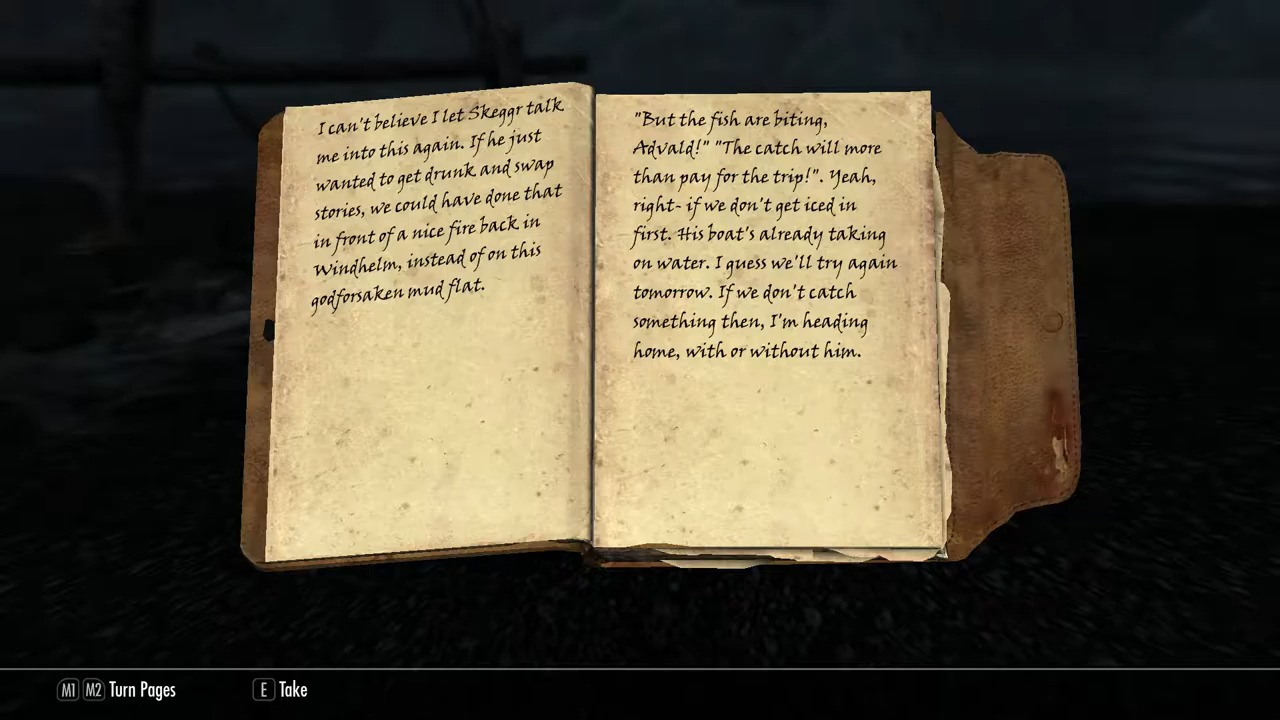 I can't believe I let Skeggr talk
me into this again. If he just
wanted to get drunk and swap
stories, we could have done that
in front of a nice fire back in
Windhelm, instead of on this
godforsaken mud flat.
"But the fish are biting,
Advald!" "The catch will more
than pay for the trip!". Yeah,
right- if we don't get iced in
first. His boat's already taking
on water. I guess we'll try again
tomorrow. If we don't catch
something then, I'm heading
home, with or without him.
M1 M2 Turn Pages
E Take